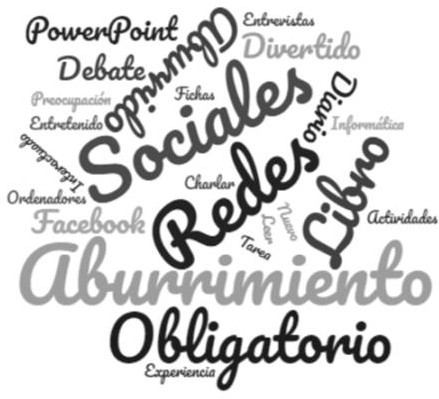 PowerPoint
Entrevistas
Aburrido
Divertido
Debate
Sociales
Diario
Preocupación
Fichas
Entretenido
Informática
Interactuado
Redes
Libro
Charlar
Ordenadores
Facebook
Nuevo
Leer
Actividades
Tarea
Aburrimiento
Obligatorio
Experiencia